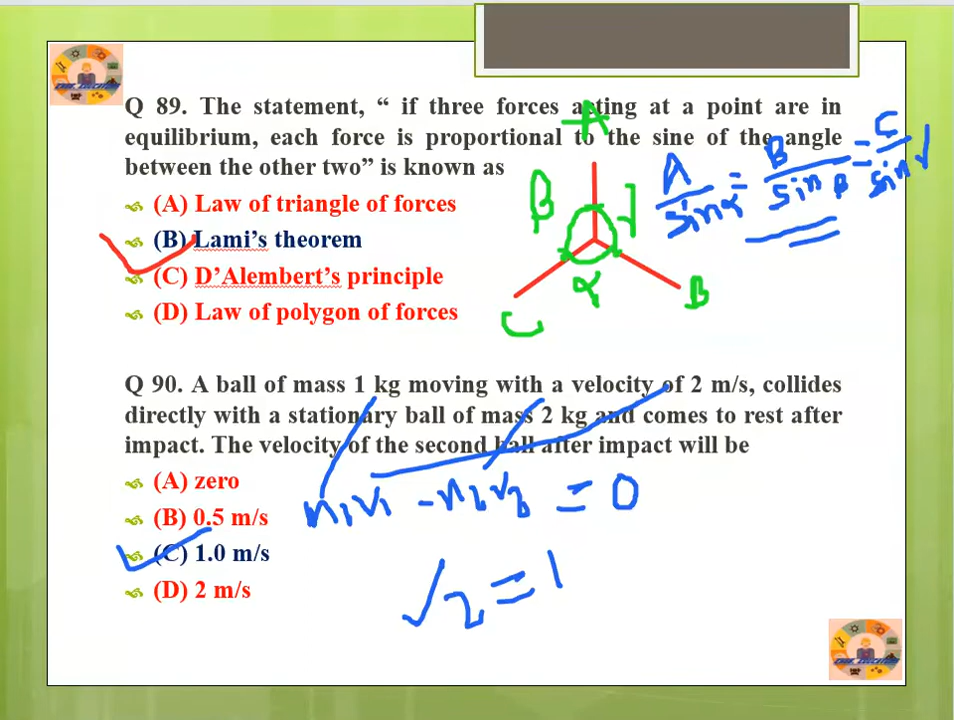 Q 89. The statement, “ if three forces acting at a point are in
equilibrium, each force is proportional to the sine of the angle
between the other two” is known as
(A) Law of triangle of forces
(B) Lami’s theorem
(C) D’Alembert’s principle
(D) Law of polygon of forces
A
β
γ
α
B
C
A/sin α = B/sin β = C/sin γ
Q 90. A ball of mass 1 kg moving with a velocity of 2 m/s, collides
directly with a stationary ball of mass 2 kg and comes to rest after
impact. The velocity of the second ball after impact will be
(A) zero
(B) 0.5 m/s
(C) 1.0 m/s
(D) 2 m/s
m₁v₁ - m₂v₂ = 0
v₂ = 1